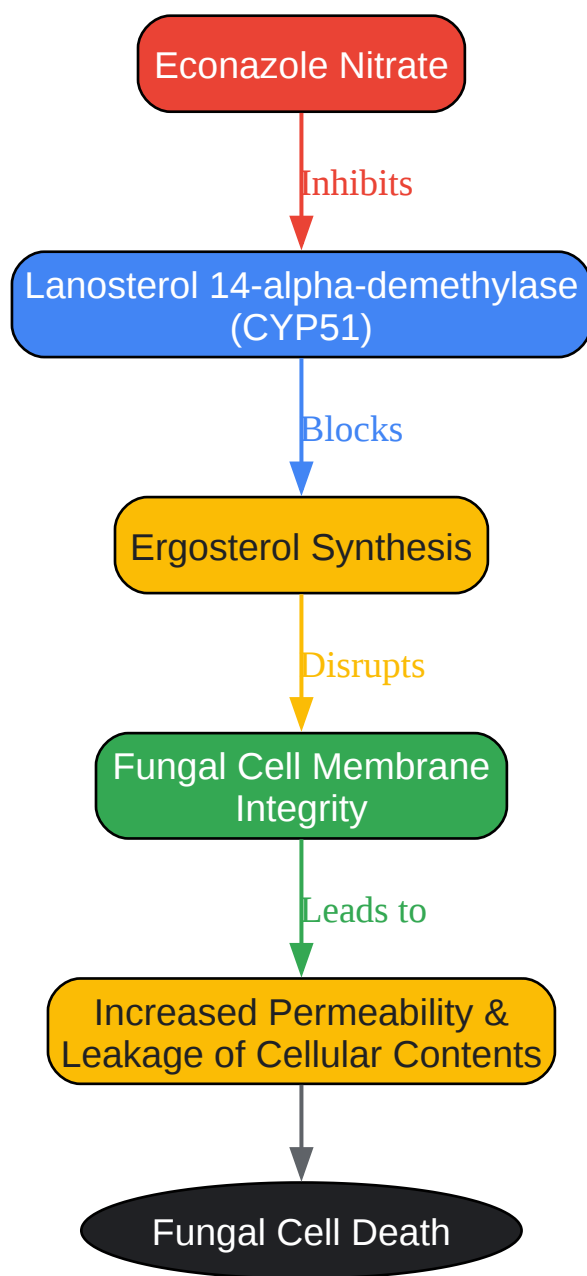 Econazole Nitrate
Inhibits
Lanosterol 14-alpha-demethylase
(CYP51)
Blocks
Ergosterol Synthesis
Disrupts
Fungal Cell Membrane
Integrity
Leads to
Increased Permeability &
Leakage of Cellular Contents
Fungal Cell Death